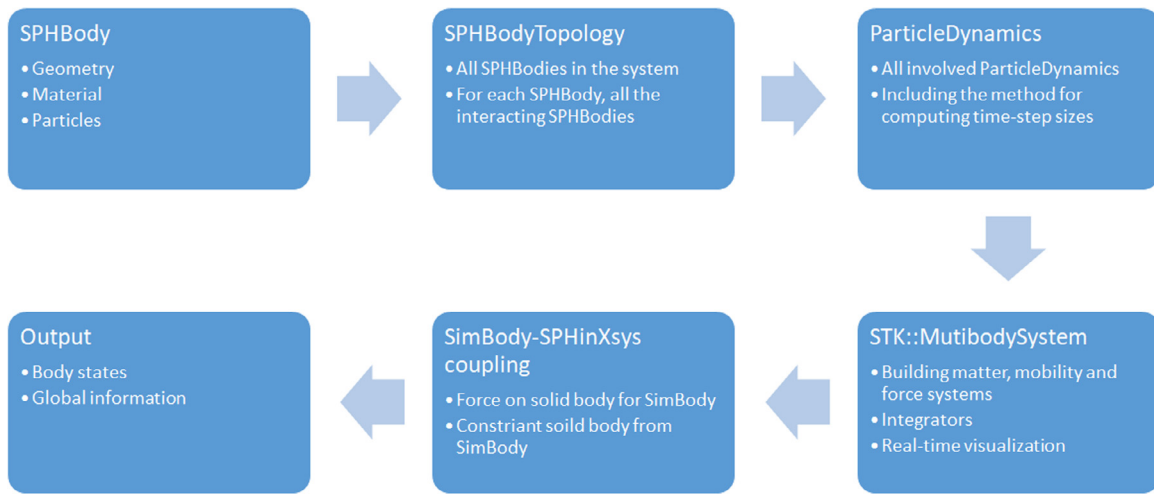 SPHBody
• Geometry
• Material
• Particles
SPHBodyTopology
• All SPHBodies in the system
• For each SPHBody, all the
interacting SPHBodies
ParticleDynamics
• All involved ParticleDynamics
• Including the method for
computing time-step sizes
STK::MutibodySystem
• Building matter, mobility and
force systems
• Integrators
• Real-time visualization
SimBody-SPHinXsys
coupling
• Force on solid body for SimBody
• Constriant soild body from
SimBody
Output
• Body states
• Global information